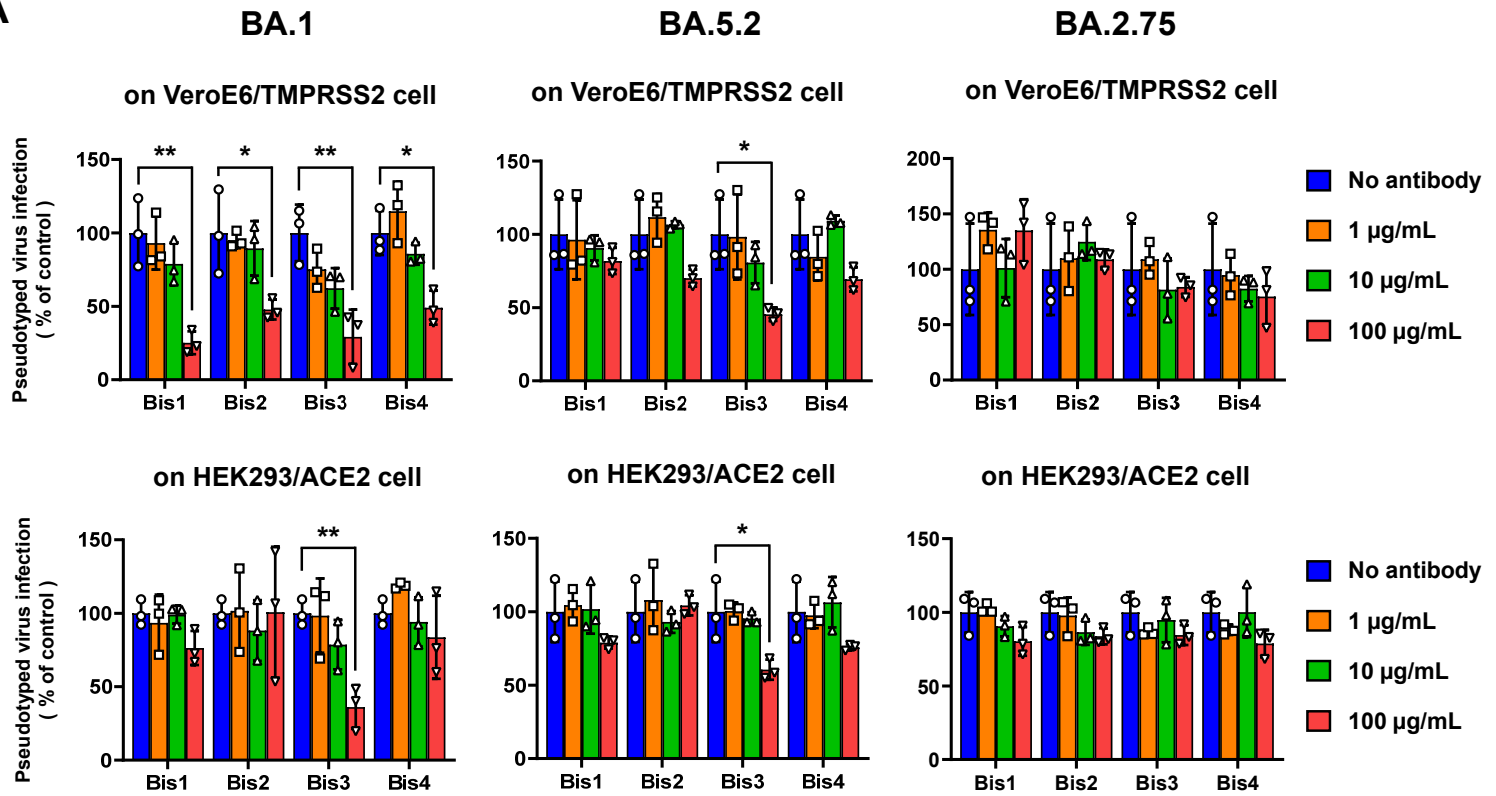 A
BA.1
BA.5.2
BA.2.75
on VeroE6/TMPRSS2 cell
on VeroE6/TMPRSS2 cell
on VeroE6/TMPRSS2 cell
Pseudotyped virus infection
( % of control )
150
100
50
0
** * ** *
Bis1 Bis2 Bis3 Bis4
150
100
50
0
*
Bis1 Bis2 Bis3 Bis4
200
150
100
50
0
Bis1 Bis2 Bis3 Bis4
No antibody
1 µg/mL
10 µg/mL
100 µg/mL
on HEK293/ACE2 cell
on HEK293/ACE2 cell
on HEK293/ACE2 cell
Pseudotyped virus infection
( % of control )
150
100
50
0
**
Bis1 Bis2 Bis3 Bis4
150
100
50
0
*
Bis1 Bis2 Bis3 Bis4
150
100
50
0
Bis1 Bis2 Bis3 Bis4
No antibody
1 µg/mL
10 µg/mL
100 µg/mL